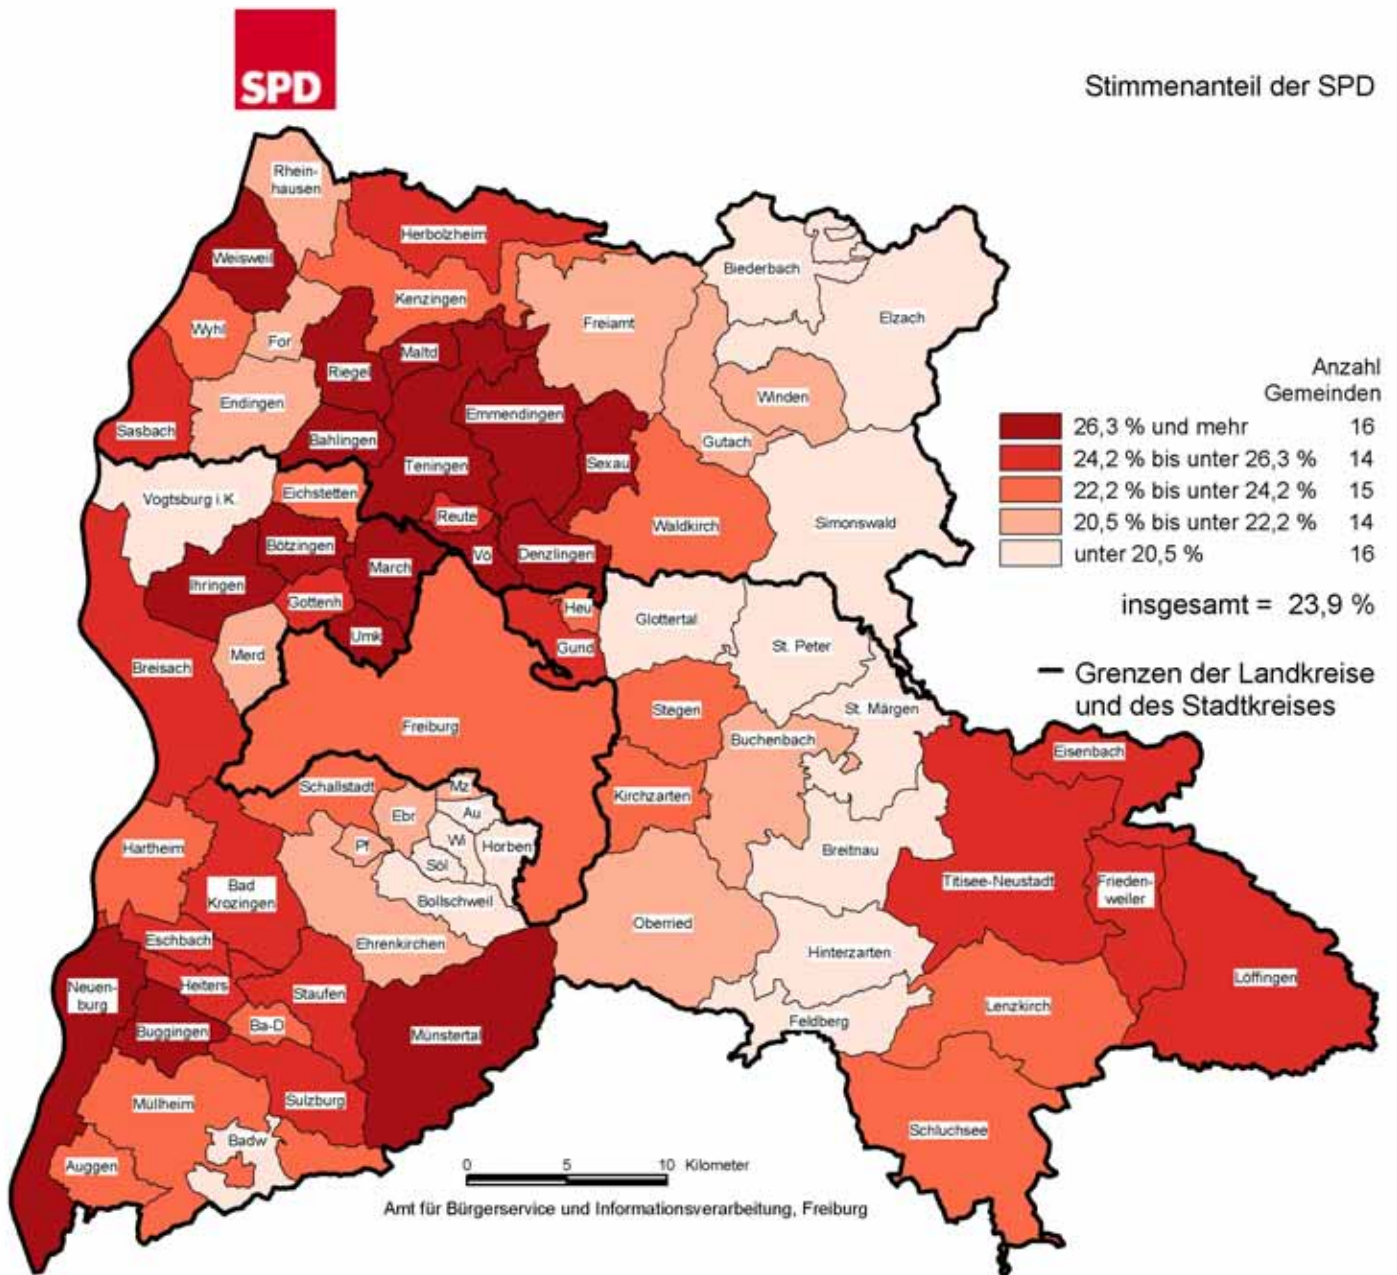 SPD
Stimmenanteil der SPD
Rhein-
hausen
Herbolzheim
Weisweil
Biederbach
Kenzingen
Elzach
Wyhl
For
Freiamt
Maltd
Riegel
Winden
Endingen
Emmendingen
Sasbach
Bahlingen
Gutach
Teningen
Sexau
Vogtsburg i.K.
Eichstetten
Reute
Waldkirch
Simonswald
Bötzingen
Vö
Denzlingen
March
Ihringen
Gottenh
Heu
Glottertal
Umk
Gund
St. Peter
Merd
Breisach
Stegen
St. Märgen
Freiburg
Buchenbach
Eisenbach
Schallstadt
Mz
Kirchzarten
Ebr
Au
Hartheim
Pf
Wi
Horben
Breitnau
Söl
Bad
Krozingen
Titisee-Neustadt
Frieden-
weiler
Bollschweil
Oberried
Eschbach
Ehrenkirchen
Hinterzarten
Löffingen
Neuen-
burg
Heiters
Staufen
Lenzkirch
Buggingen
Ba-D
Münstertal
Feldberg
Müllheim
Sulzburg
Schluchsee
Badw
Auggen
Anzahl
Gemeinden
26,3 % und mehr 16
24,2 % bis unter 26,3 % 14
22,2 % bis unter 24,2 % 15
20,5 % bis unter 22,2 % 14
unter 20,5 % 16
insgesamt = 23,9 %
Grenzen der Landkreise
und des Stadtkreises
0 5 10 Kilometer
Amt für Bürgerservice und Informationsverarbeitung, Freiburg